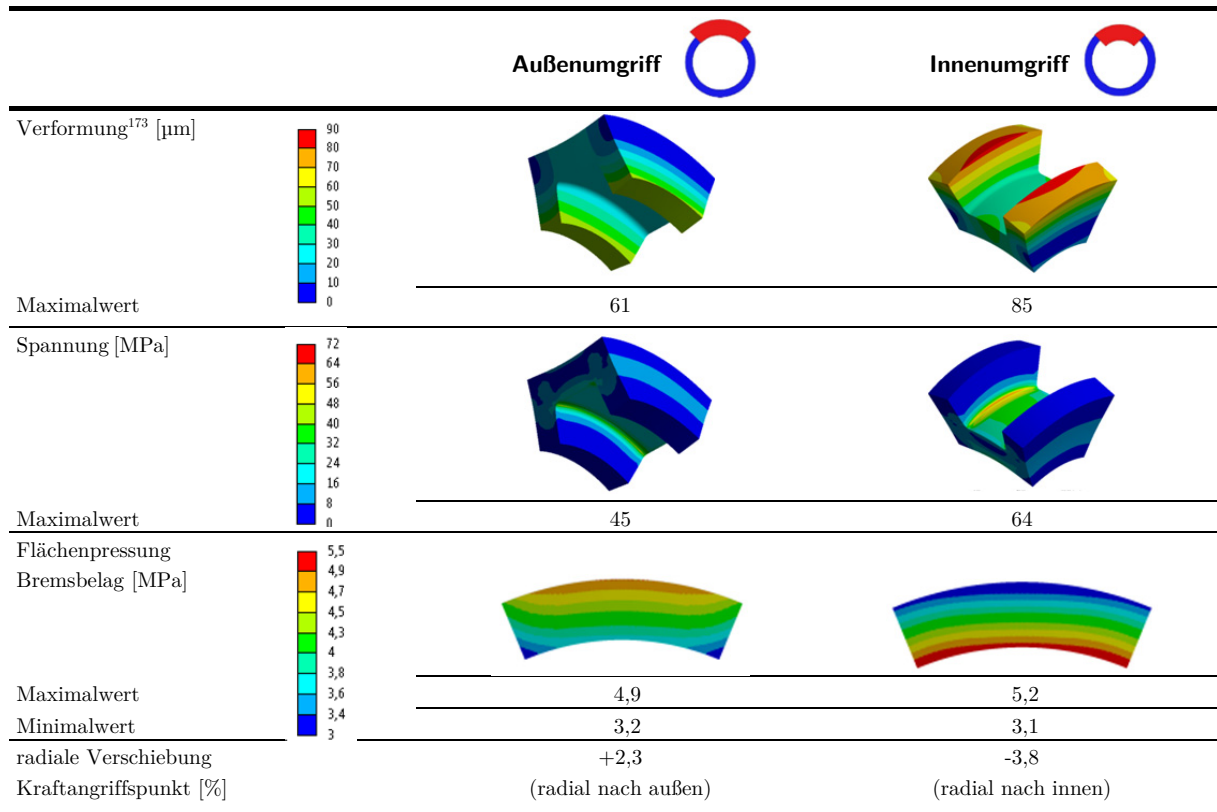 Außenumgriff Innenumgriff
Verformung¹⁷³ [µm]
90
80
70
60
50
40
30
20
10
0
Maximalwert 61 85
Spannung [MPa]
72
64
56
48
40
32
24
16
8
0
Maximalwert 45 64
Flächenpressung
Bremsbelag [MPa]
5,5
4,9
4,7
4,5
4,3
4
3,8
3,6
3,4
3
Maximalwert 4,9 5,2
Minimalwert 3,2 3,1
radiale Verschiebung +2,3 -3,8
Kraftangriffspunkt [%] (radial nach außen) (radial nach innen)